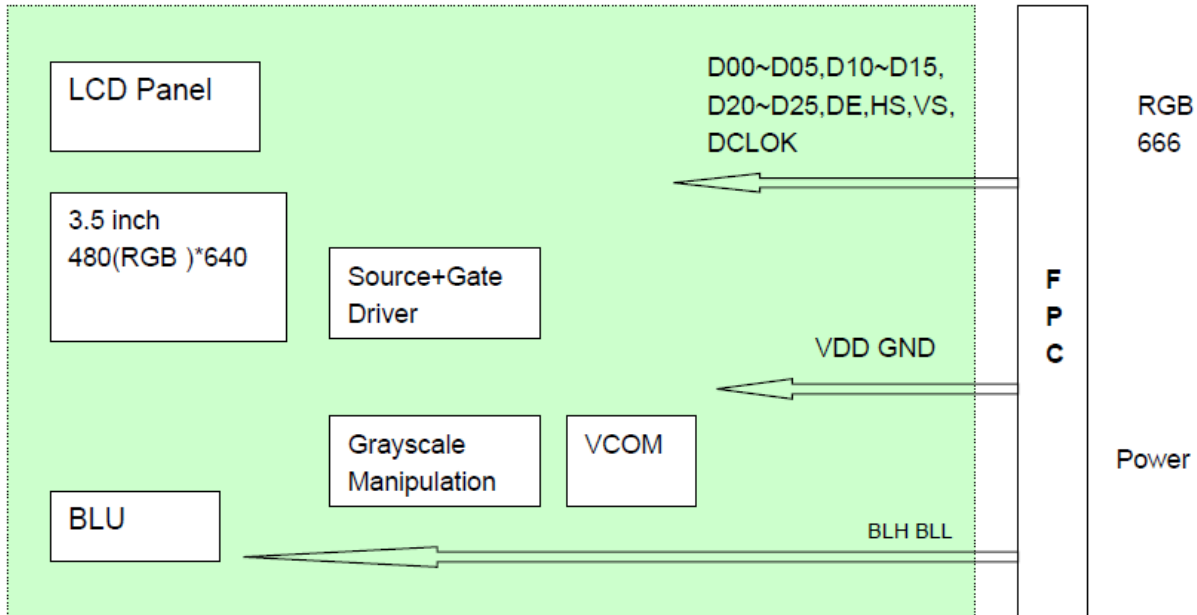 LCD Panel
D00~D05,D10~D15,
D20~D25,DE,HS,VS,
DCLOK
RGB
666
3.5 inch
480(RGB )*640
Source+Gate
Driver
F
P
C
VDD GND
Grayscale
Manipulation
VCOM
Power
BLU
BLH BLL